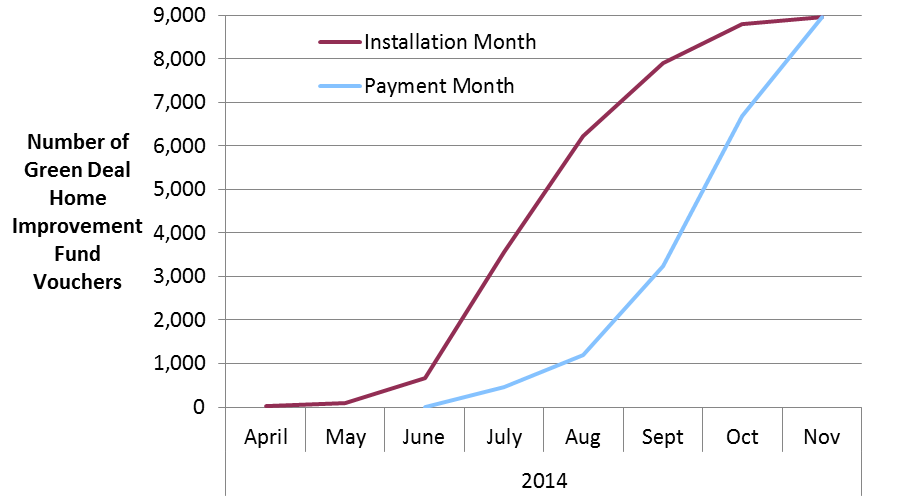 Number of
Green Deal
Home
Improvement
Fund
Vouchers
9,000
8,000
7,000
6,000
5,000
4,000
3,000
2,000
1,000
0
Installation Month
Payment Month
April May June July Aug Sept Oct Nov
2014